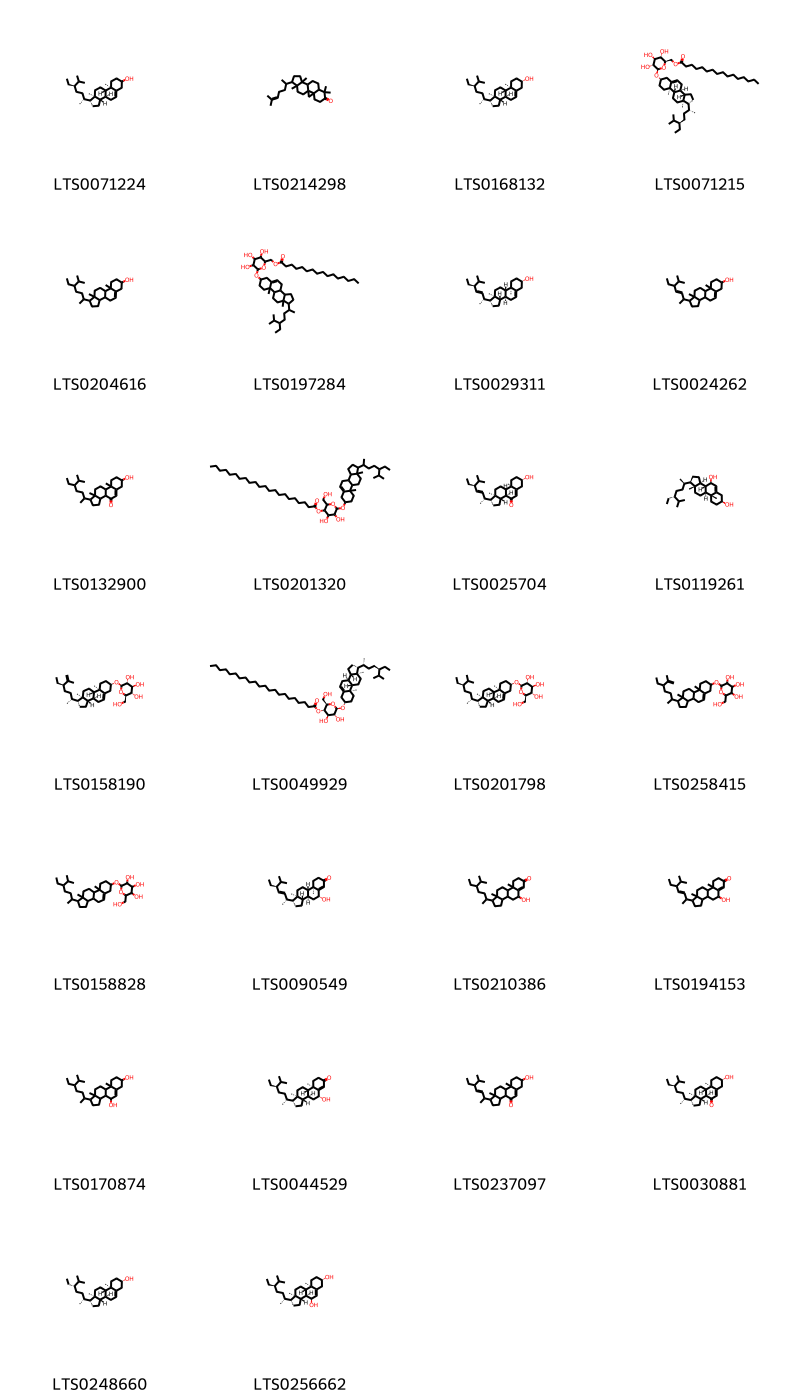 LTS0071224 LTS0214298 LTS0168132 LTS0071215
LTS0204616 LTS0197284 LTS0029311 LTS0024262
LTS0132900 LTS0201320 LTS0025704 LTS0119261
LTS0158190 LTS0049929 LTS0201798 LTS0258415
LTS0158828 LTS0090549 LTS0210386 LTS0194153
LTS0170874 LTS0044529 LTS0237097 LTS0030881
LTS0248660 LTS0256662